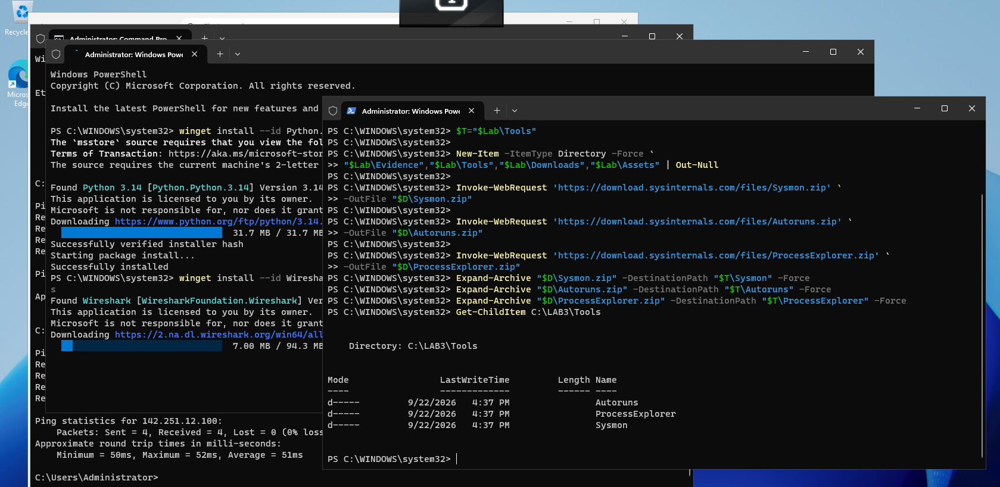 Recycle
Micros
Edge
Administrator: Command Pro
Wi
Et
C:
Pi
Re
Re
Re
Re
Pi
Ap
C:
Pi
Re
Re
Re
Re
Ping statistics for 142.251.12.100:
Packets: Sent = 4, Received = 4, Lost = 0 (0% loss
Approximate round trip times in milli-seconds:
Minimum = 50ms, Maximum = 52ms, Average = 51ms
C:\Users\Administrator>
Administrator: Windows Powe
Windows PowerShell
Copyright (C) Microsoft Corporation. All rights reserved.
Install the latest PowerShell for new features and
PS C:\WINDOWS\system32> winget install --id Python.
The `msstore` source requires that you view the fol
Terms of Transaction: https://aka.ms/microsoft-stor
The source requires the current machine's 2-letter
Found Python 3.14 [Python.Python.3.14] Version 3.14
This application is licensed to you by its owner.
Microsoft is not responsible for, nor does it grant
Downloading https://www.python.org/ftp/python/3.14.
31.7 MB / 31.7 MB
Successfully verified installer hash
Starting package install...
Successfully installed
PS C:\WINDOWS\system32> winget install --id Wiresha
s
Found Wireshark [WiresharkFoundation.Wireshark] Ver
This application is licensed to you by its owner.
Microsoft is not responsible for, nor does it grant
Downloading https://2.na.dl.wireshark.org/win64/all
7.00 MB / 94.3 MB
Administrator: Windows Powe
PS C:\WINDOWS\system32> $T="$Lab\Tools"
PS C:\WINDOWS\system32>
PS C:\WINDOWS\system32> New-Item -ItemType Directory -Force `
>> "$Lab\Evidence","$Lab\Tools","$Lab\Downloads","$Lab\Assets" | Out-Null
PS C:\WINDOWS\system32>
PS C:\WINDOWS\system32> Invoke-WebRequest 'https://download.sysinternals.com/files/Sysmon.zip' `
>> -OutFile "$D\Sysmon.zip"
PS C:\WINDOWS\system32>
PS C:\WINDOWS\system32> Invoke-WebRequest 'https://download.sysinternals.com/files/Autoruns.zip' `
>> -OutFile "$D\Autoruns.zip"
PS C:\WINDOWS\system32>
PS C:\WINDOWS\system32> Invoke-WebRequest 'https://download.sysinternals.com/files/ProcessExplorer.zip' `
>> -OutFile "$D\ProcessExplorer.zip"
PS C:\WINDOWS\system32> Expand-Archive "$D\Sysmon.zip" -DestinationPath "$T\Sysmon" -Force
PS C:\WINDOWS\system32> Expand-Archive "$D\Autoruns.zip" -DestinationPath "$T\Autoruns" -Force
PS C:\WINDOWS\system32> Expand-Archive "$D\ProcessExplorer.zip" -DestinationPath "$T\ProcessExplorer" -Force
PS C:\WINDOWS\system32> Get-ChildItem C:\LAB3\Tools
Directory: C:\LAB3\Tools
Mode LastWriteTime Length Name
---- ------------- ------ ----
d----- 9/22/2026 4:37 PM Autoruns
d----- 9/22/2026 4:37 PM ProcessExplorer
d----- 9/22/2026 4:37 PM Sysmon
PS C:\WINDOWS\system32>